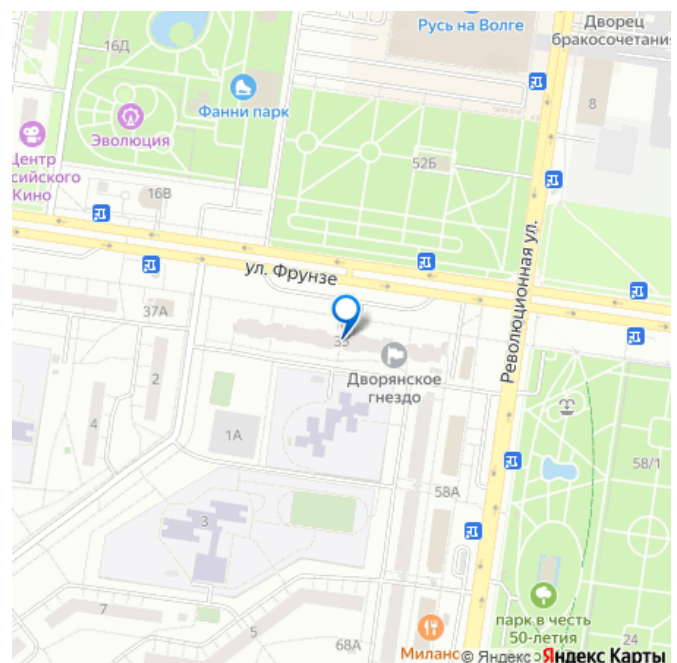 Русь на Волге
Дворец
бракосочетания
16Д
8
Фанни парк
Эволюция
52Б
Центр
сийского
Кино
16В
ул. Фрунзе
Революционная ул.
37А
Дворянское
гнездо
2
4
1А
58/1
58А
3
7
5
68А
Миланс
парк в честь
50-летия
24
© Яндекс Яндекс Карты